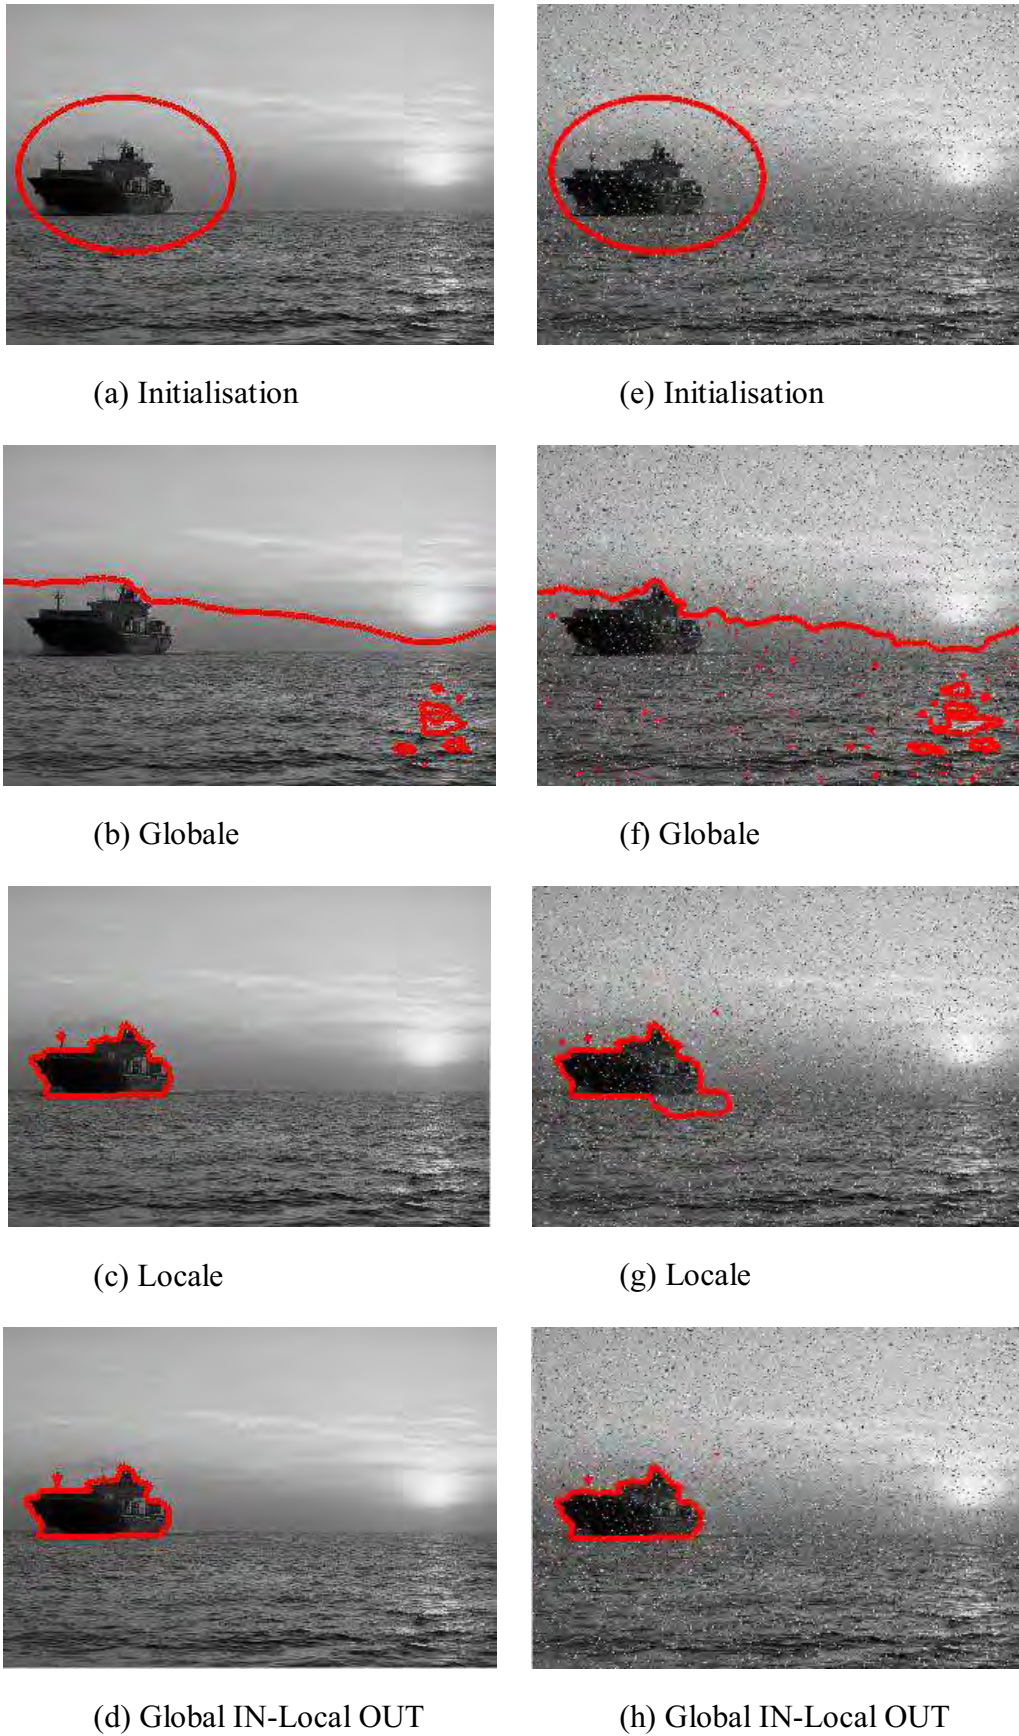 (a) Initialisation
(e) Initialisation
(b) Globale
(f) Globale
(c) Locale
(g) Locale
(d) Global IN-Local OUT
(h) Global IN-Local OUT